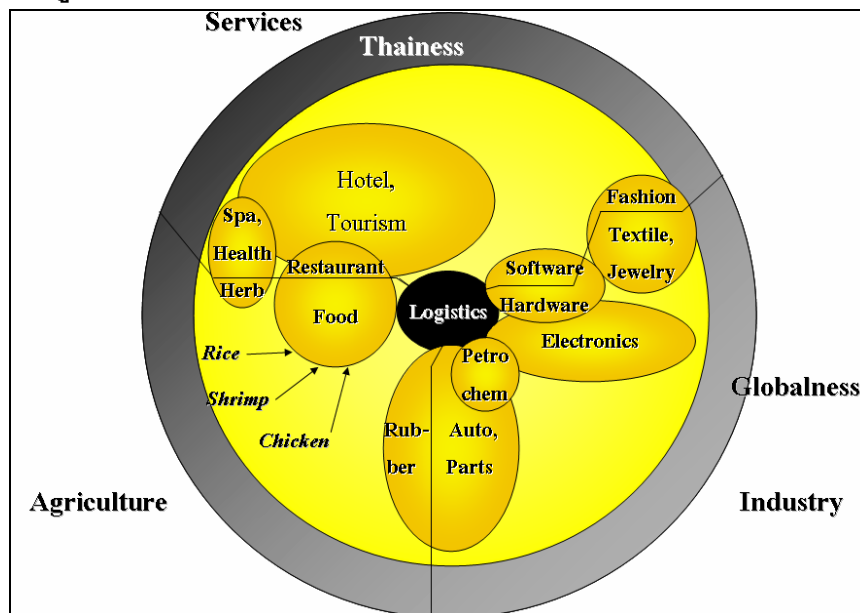 Services
Thainess
Hotel,
Tourism
Spa,
Health
Herb
Restaurant
Food
Rice
Shrimp
Chicken
Logistics
Software
Hardware
Fashion
Textile,
Jewelry
Electronics
Petro
chem
Rub-
ber
Auto,
Parts
Globalness
Agriculture
Industry